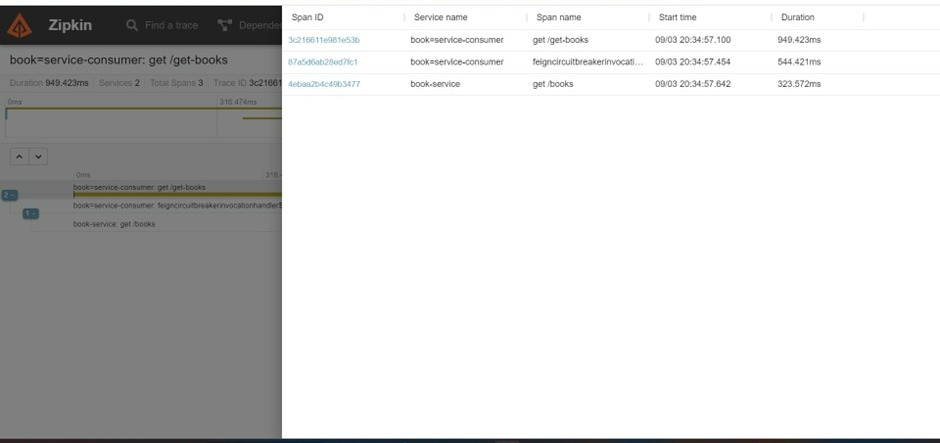 Zipkin
Find a trace
Depende
book=service-consumer: get /get-books
Duration 949.423ms Services 2 Total Spans 3 Trace ID 3c21661
0ms 316.474ms
0ms 316.
2 -
book=service-consumer: get /get-books
book=service-consumer: feigncircuitbreakerinvocationhandler$
1 -
book-service: get /books
Span ID Service name Span name Start time Duration
3c216611e981e53b book=service-consumer get /get-books 09/03 20:34:57.100 949.423ms
87a5d6ab28ed7fc1 book=service-consumer feigncircuitbreakerinvocati... 09/03 20:34:57.454 544.421ms
4ebaa2b4c49b3477 book-service get /books 09/03 20:34:57.642 323.572ms